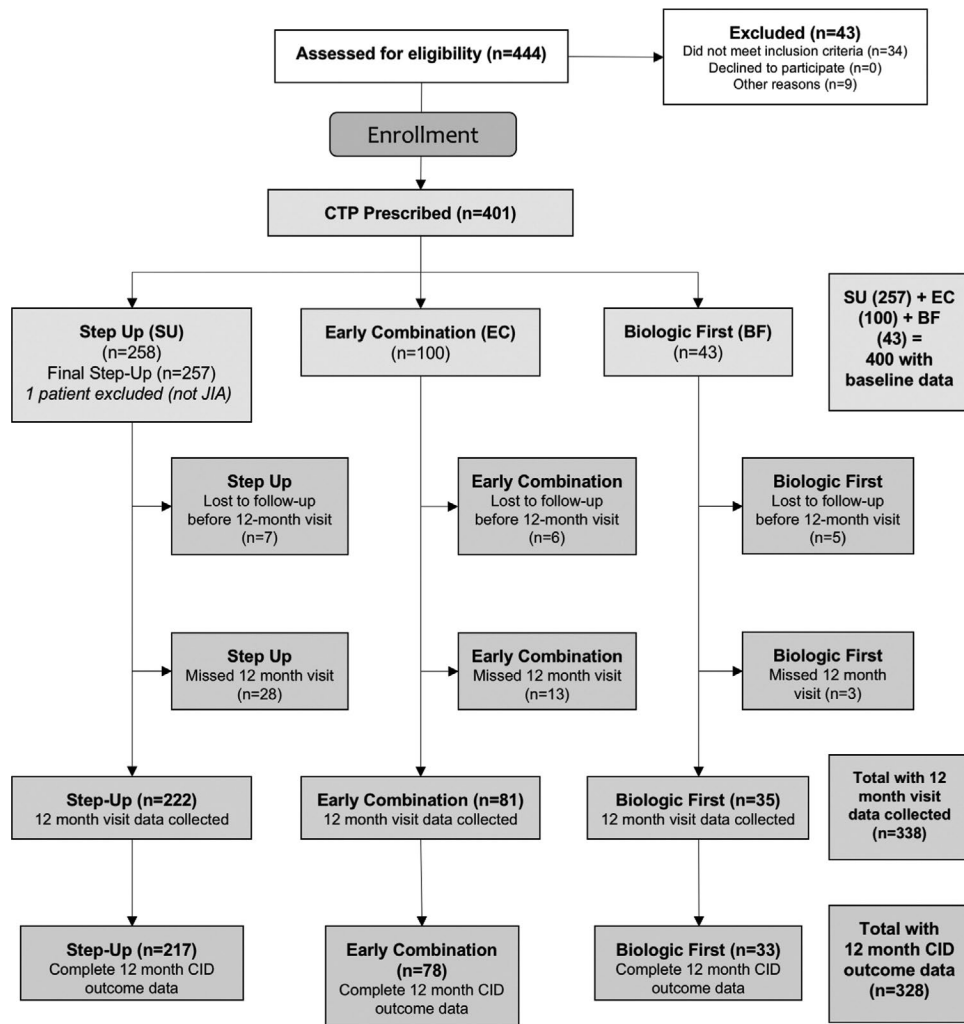 Assessed for eligibility (n=444)
Excluded (n=43)
Did not meet inclusion criteria (n=34)
Declined to participate (n=0)
Other reasons (n=9)
Enrollment
CTP Prescribed (n=401)
Step Up (SU)
(n=258)
Final Step-Up (n=257)
1 patient excluded (not JIA)
Early Combination (EC)
(n=100)
Biologic First (BF)
(n=43)
SU (257) + EC
(100) + BF
(43) =
400 with
baseline data
Step Up
Lost to follow-up
before 12-month visit
(n=7)
Early Combination
Lost to follow-up
before 12-month visit
(n=6)
Biologic First
Lost to follow-up
before 12-month visit
(n=5)
Step Up
Missed 12 month visit
(n=28)
Early Combination
Missed 12 month visit
(n=13)
Biologic First
Missed 12 month
visit (n=3)
Step-Up (n=222)
12 month visit data collected
Early Combination (n=81)
12 month visit data collected
Biologic First (n=35)
12 month visit data collected
Total with 12
month visit
data collected
(n=338)
Step-Up (n=217)
Complete 12 month CID
outcome data
Early Combination
(n=78)
Complete 12 month CID
outcome data
Biologic First (n=33)
Complete 12 month CID
outcome data
Total with
12 month CID
outcome data
(n=328)